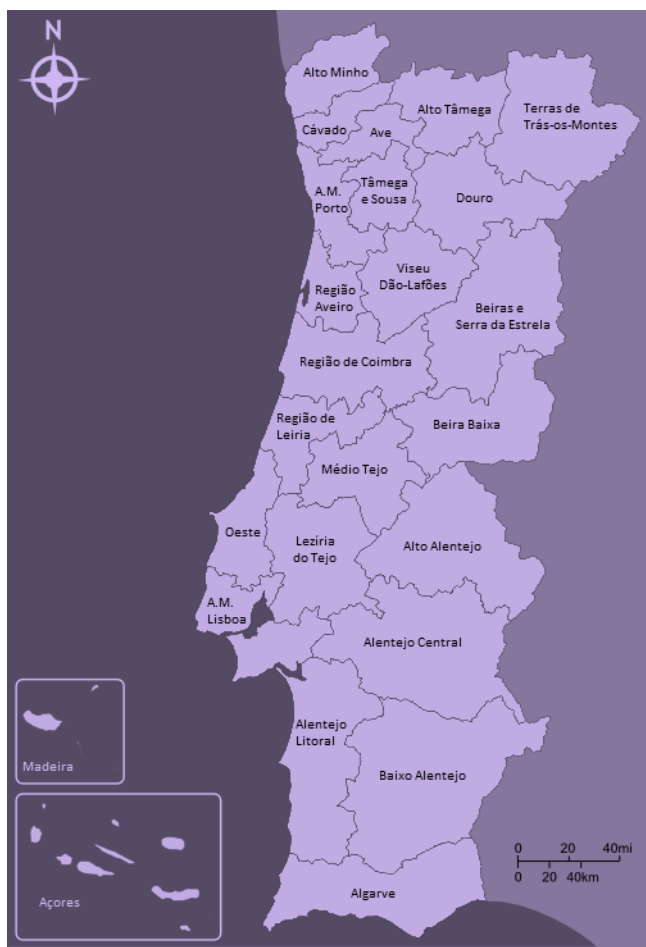 N
Alto Minho
Alto Tâmega
Terras de
Trás-os-Montes
Cávado
Ave
A.M.
Porto
Tâmega
e Sousa
Douro
Viseu
Dão-Lafões
Região
Aveiro
Beiras e
Serra da Estrela
Região de Coimbra
Região de
Leiria
Beira Baixa
Médio Tejo
Oeste
Lezíria
do Tejo
Alto Alentejo
A.M.
Lisboa
Alentejo Central
Alentejo
Litoral
Madeira
Baixo Alentejo
0 20 40mi
0 20 40km
Algarve
Açores